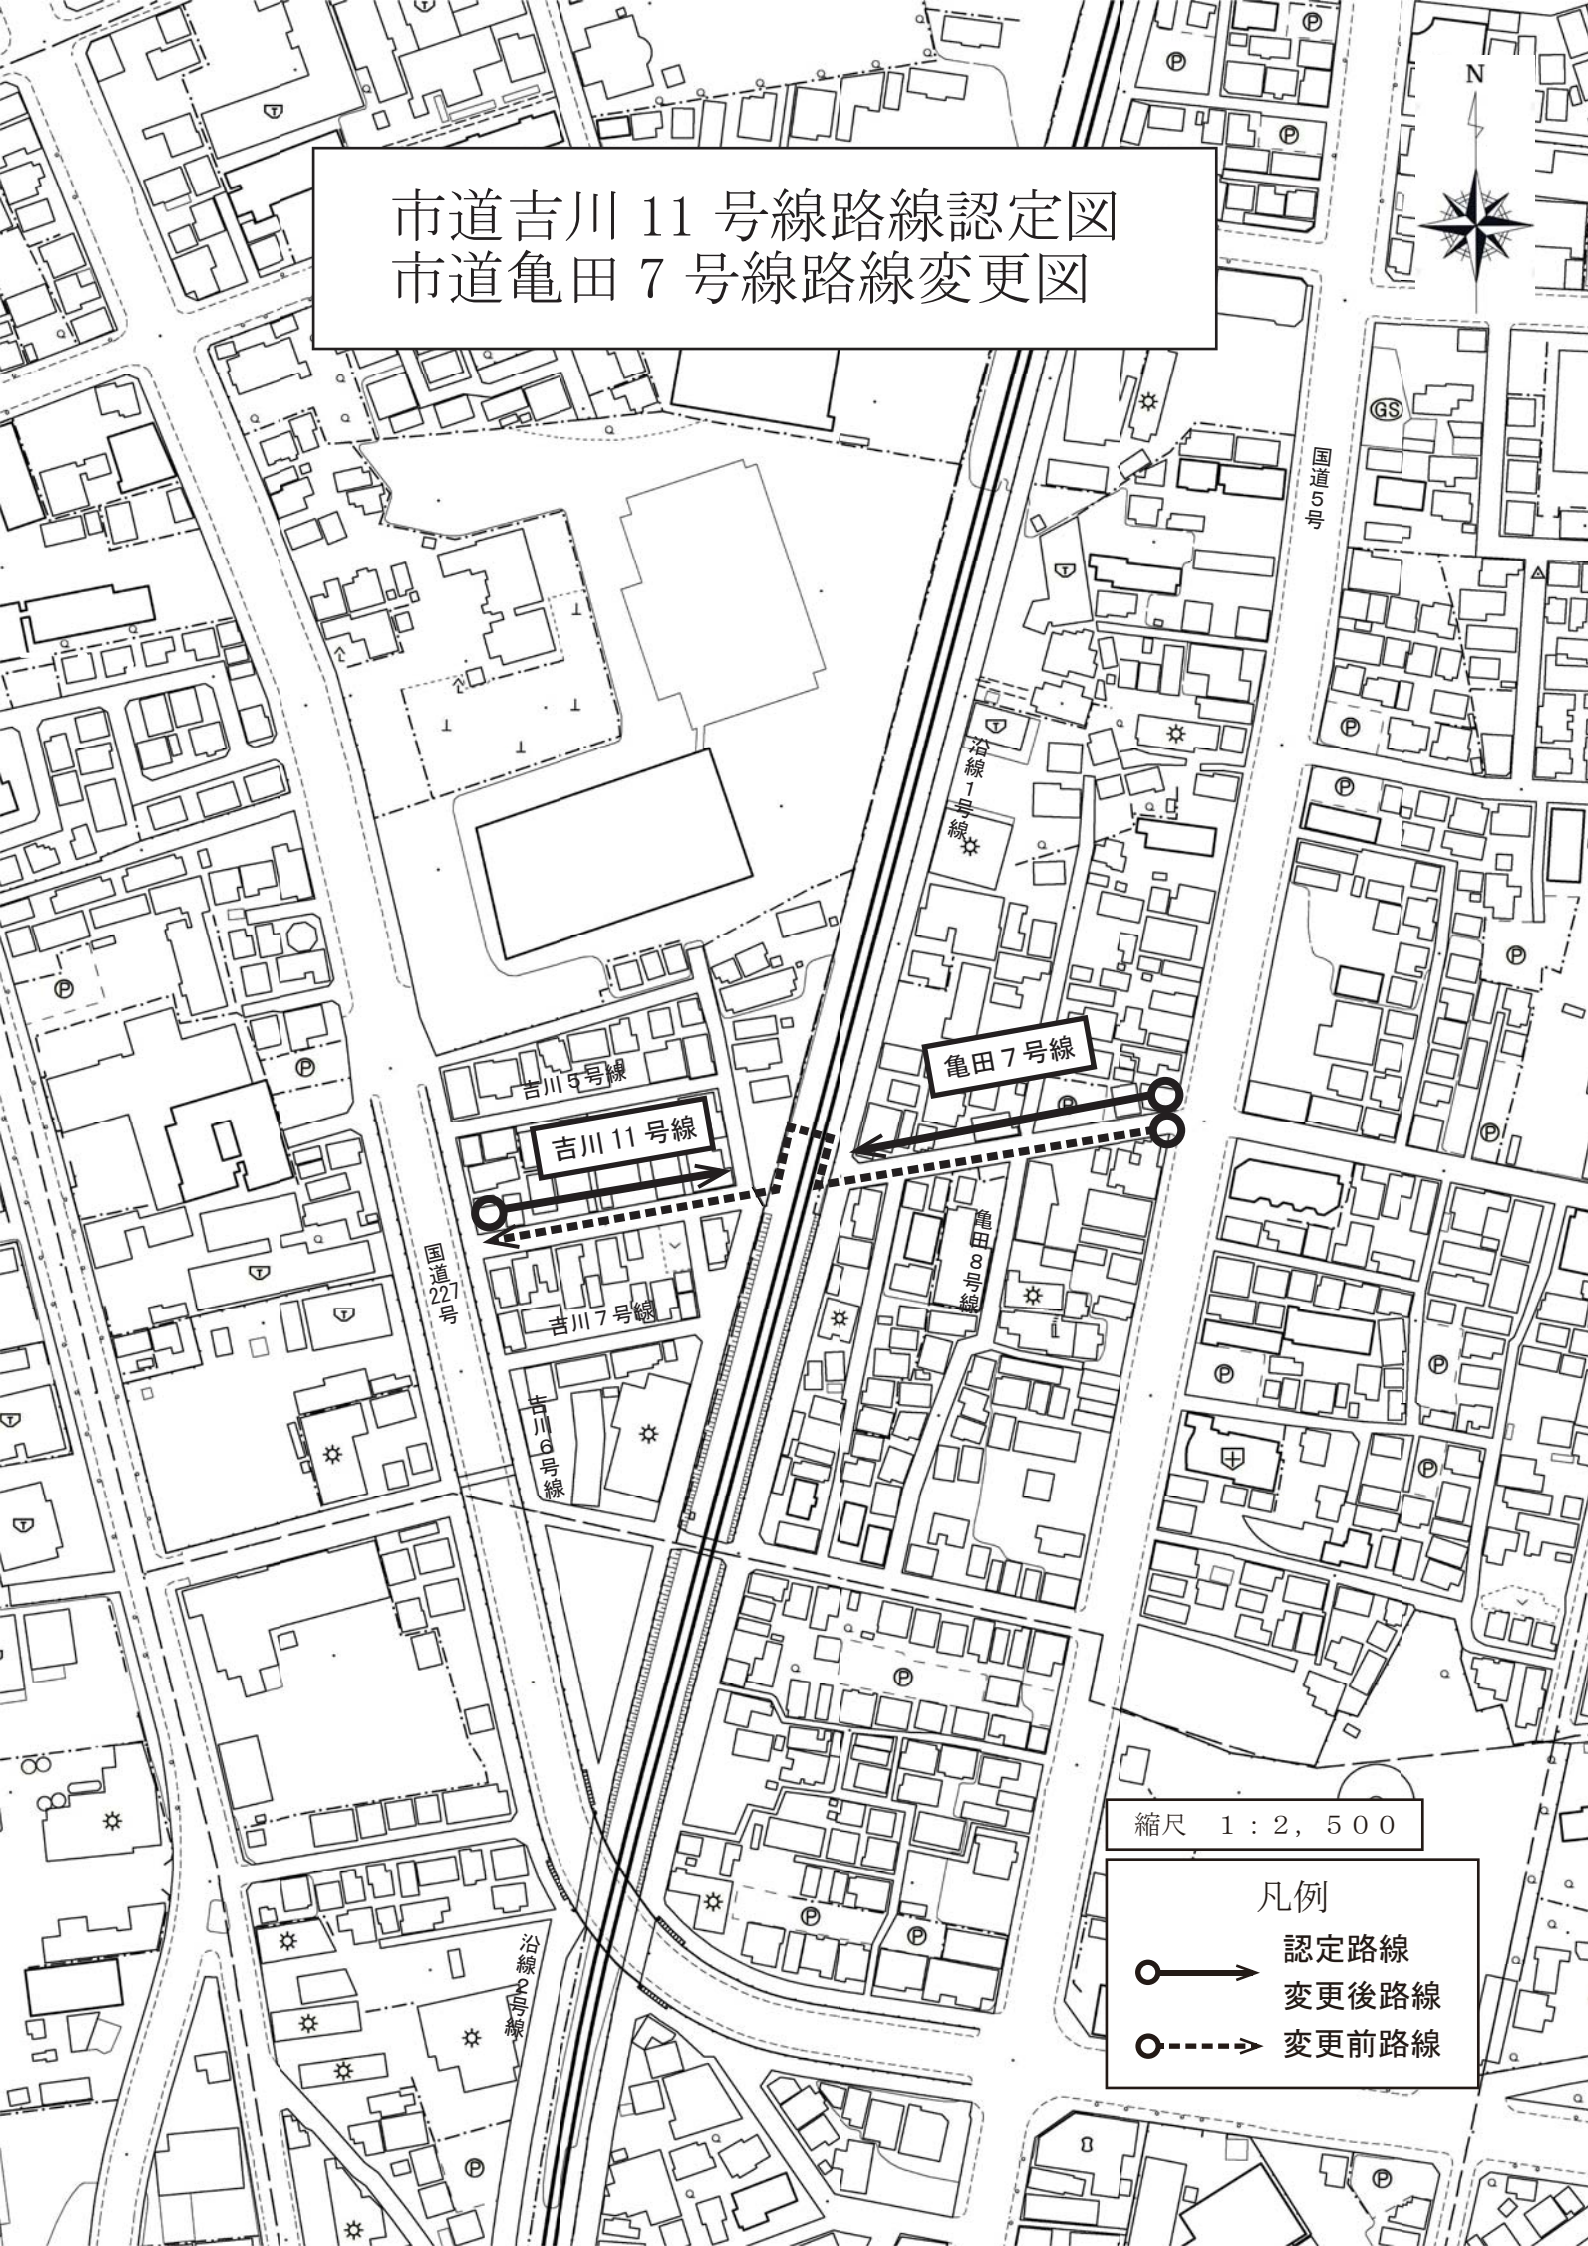 市道吉川 11 号線路線認定図
市道亀田 7 号線路線変更図
N
国道5号
GS
沿線1号線
亀田７号線
吉川５号線
吉川 11 号線
国道227号
亀田８号線
吉川７号線
吉川6号線
沿線2号線
縮尺　１：２，５００
凡例
認定路線
変更後路線
変更前路線